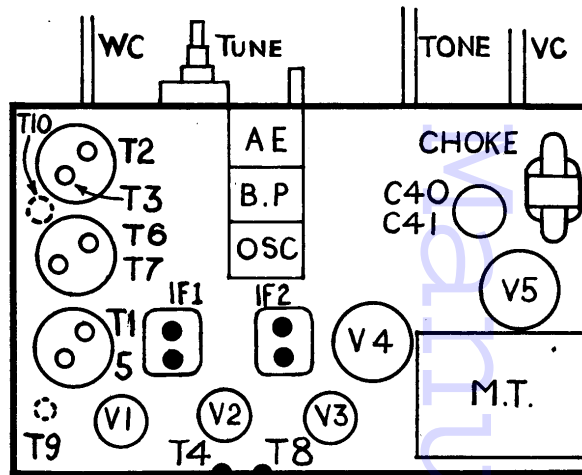 WC
TUNE
TONE
VC
T10
T2
T3
AE
B.P
OSC
CHOKE
C40
C41
T6
T7
IF1
IF2
V5
T1
5
V4
M.T.
V1
V2
V3
T9
T4
T8
Manu